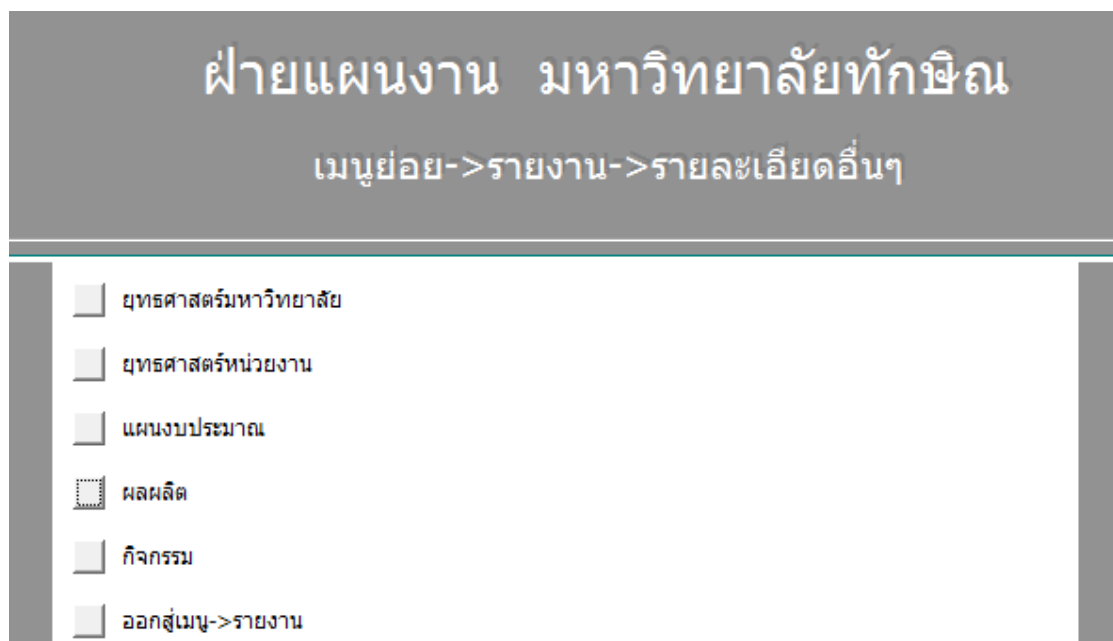 ฝ่ายแผนงาน มหาวิทยาลัยทักษิณ
เมนูย่อย->รายงาน->รายละเอียดอื่นๆ
ยุทธศาสตร์มหาวิทยาลัย
ยุทธศาสตร์หน่วยงาน
แผนงบประมาณ
ผลผลิต
กิจกรรม
ออกสู่เมนู->รายงาน